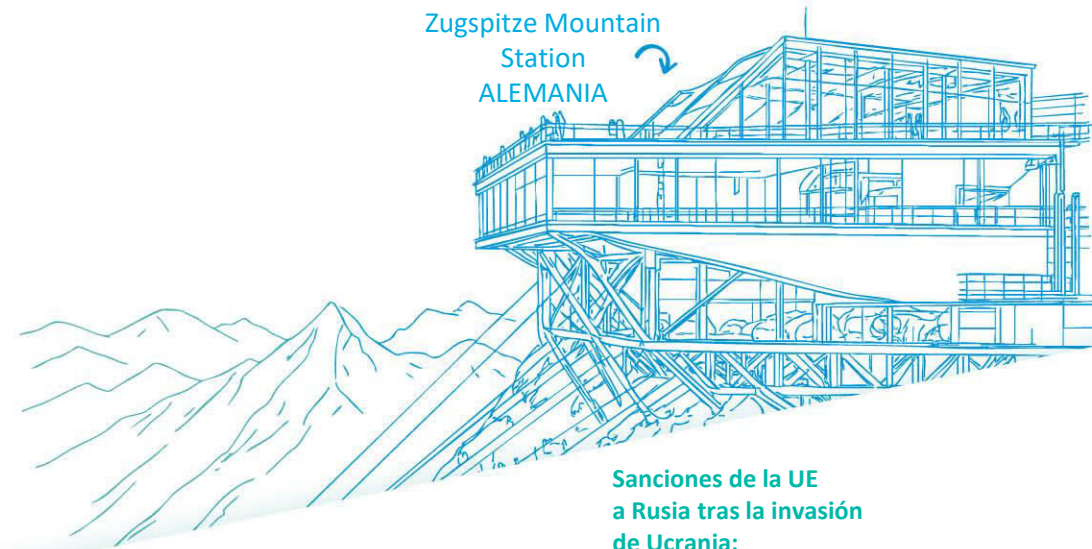 Zugspitze Mountain
Station
ALEMANIA
Sanciones de la UE
a Rusia tras la invasión
de Ucrania: